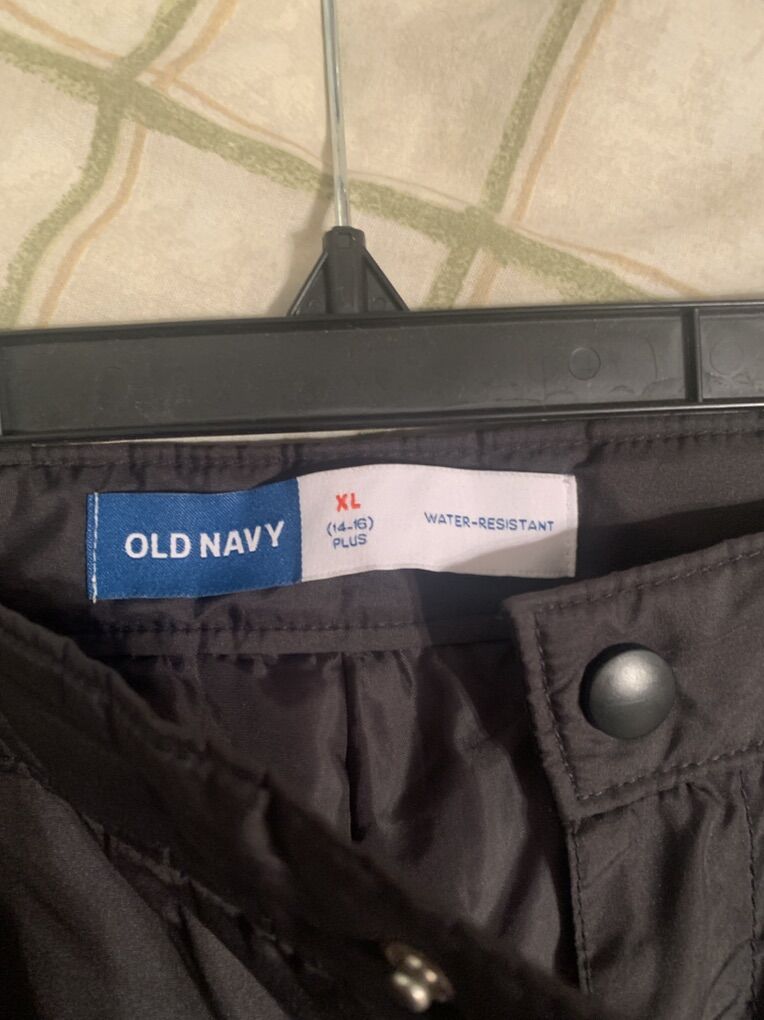 OLD NAVY
XL
(14-16)
PLUS
WATER-RESISTANT